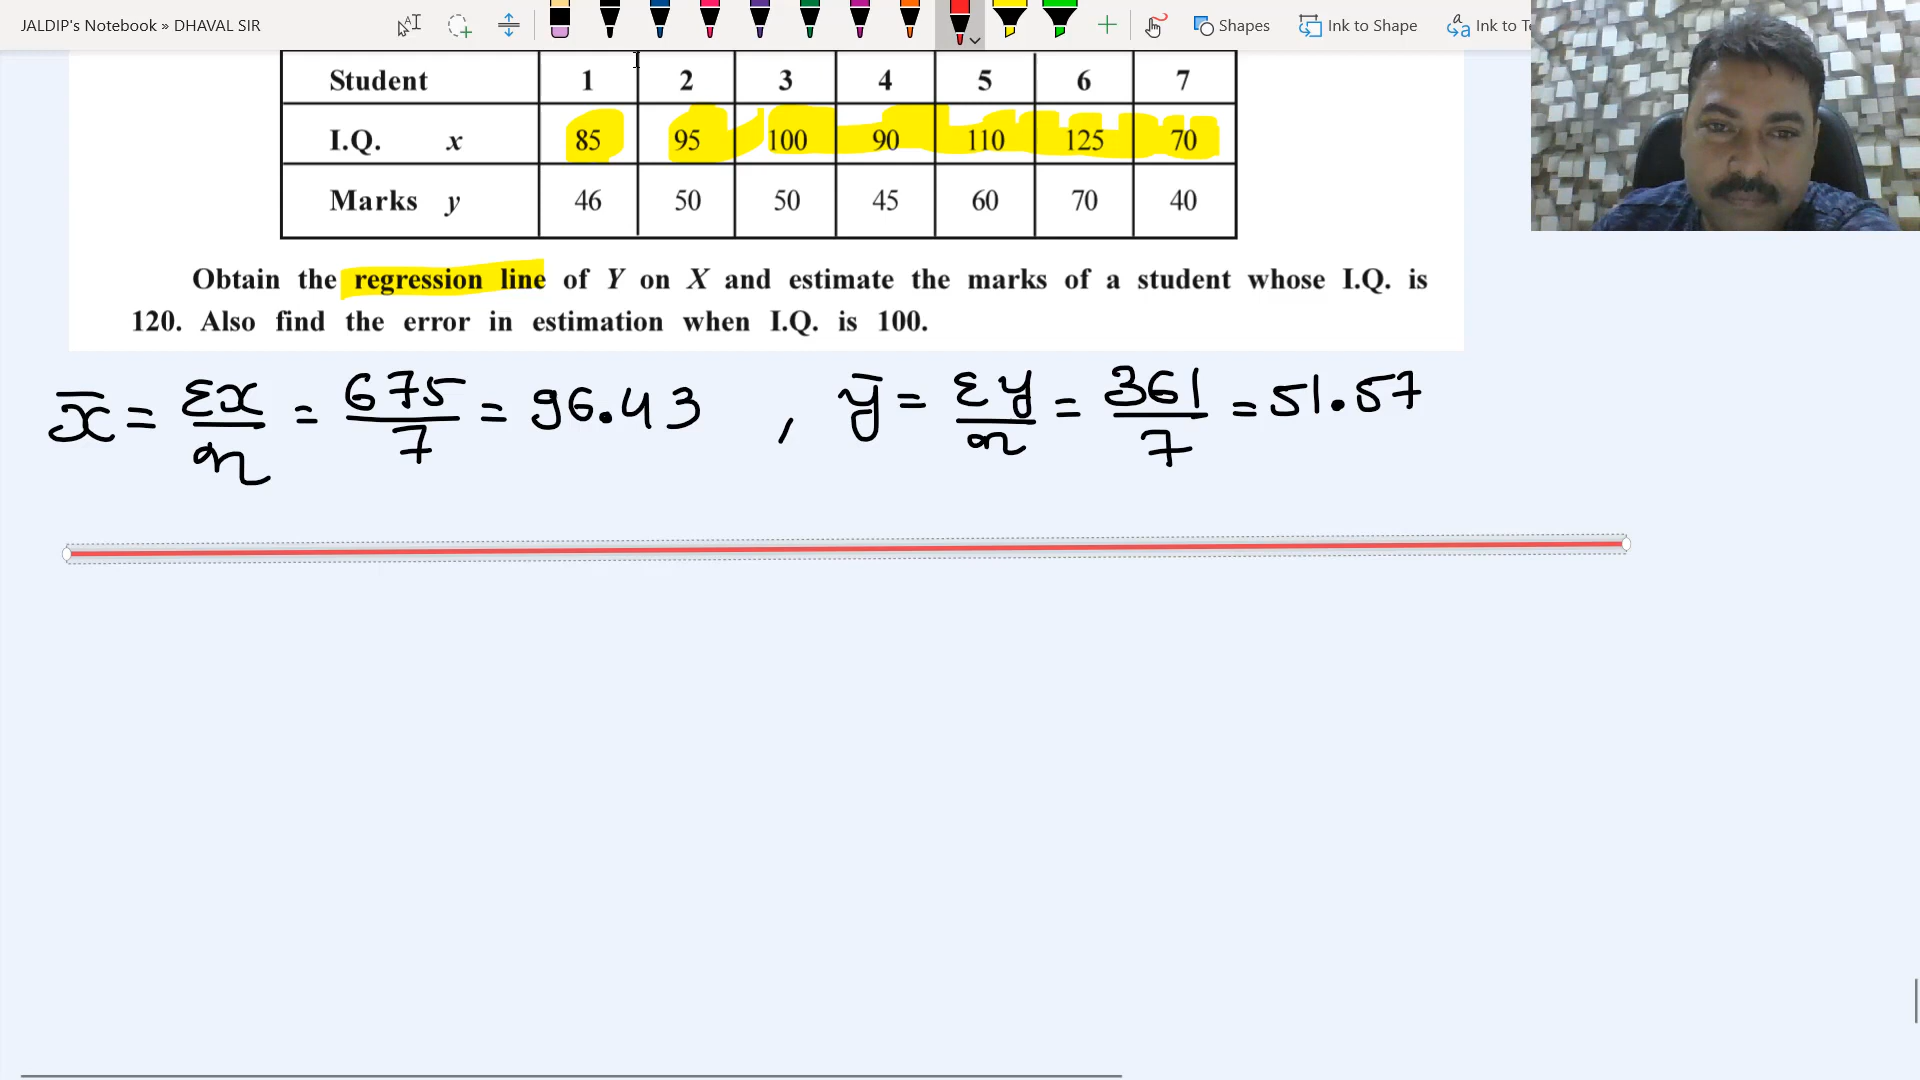 JALDIP's Notebook » DHAVAL SIR
Shapes
Ink to Shape
Ink to Te
Student 1 2 3 4 5 6 7
I.Q. x 85 95 100 90 110 125 70
Marks y 46 50 50 45 60 70 40
Obtain the regression line of Y on X and estimate the marks of a student whose I.Q. is
120. Also find the error in estimation when I.Q. is 100.
x̄ = Σx/n = 675/7 = 96.43 , ȳ = Σy/n = 361/7 = 51.57